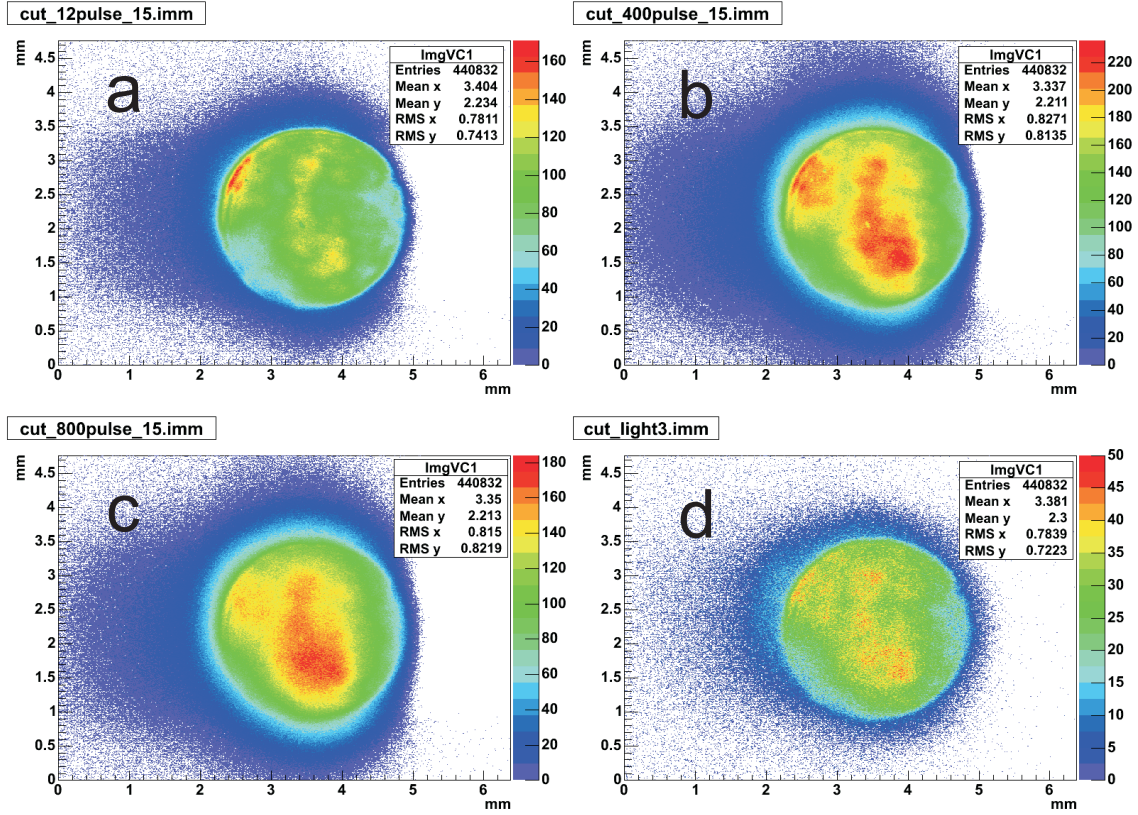 cut_12pulse_15.imm
mm
4.5
4
3.5
3
2.5
2
1.5
1
0.5
0
0 1 2 3 4 5 6
mm
a
ImgVC1
Entries 440832
Mean x 3.404
Mean y 2.234
RMS x 0.7811
RMS y 0.7413
160
140
120
100
80
60
40
20
0
cut_400pulse_15.imm
mm
4.5
4
3.5
3
2.5
2
1.5
1
0.5
0
0 1 2 3 4 5 6
mm
b
ImgVC1
Entries 440832
Mean x 3.337
Mean y 2.211
RMS x 0.8271
RMS y 0.8135
220
200
180
160
140
120
100
80
60
40
20
0
cut_800pulse_15.imm
mm
4.5
4
3.5
3
2.5
2
1.5
1
0.5
0
0 1 2 3 4 5 6
mm
c
ImgVC1
Entries 440832
Mean x 3.35
Mean y 2.213
RMS x 0.815
RMS y 0.8219
180
160
140
120
100
80
60
40
20
0
cut_light3.imm
mm
4.5
4
3.5
3
2.5
2
1.5
1
0.5
0
0 1 2 3 4 5 6
mm
d
ImgVC1
Entries 440832
Mean x 3.381
Mean y 2.3
RMS x 0.7839
RMS y 0.7223
50
45
40
35
30
25
20
15
10
5
0